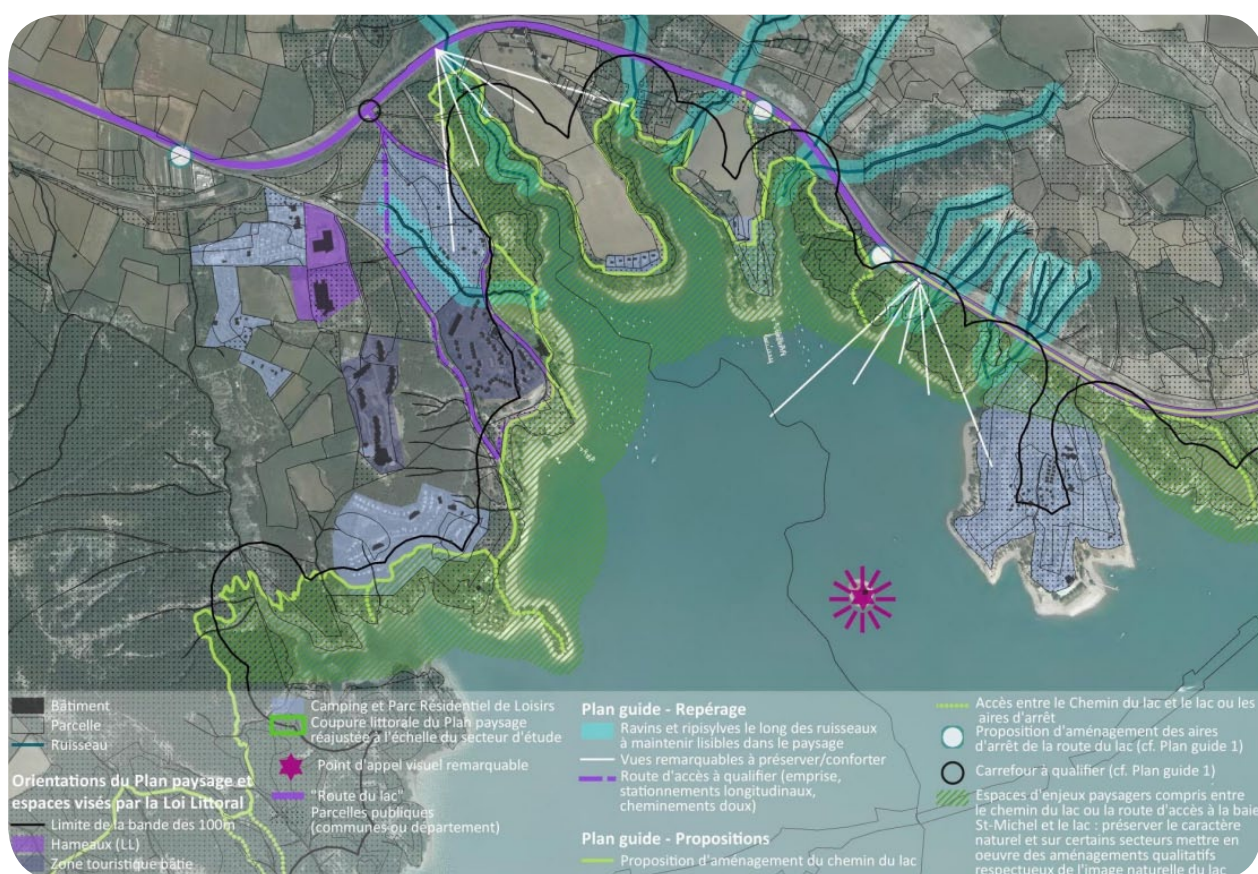 Bâtiment
Parcelle
Ruisseau
Orientations du Plan paysage et
espaces visés par la Loi Littoral
Limite de la bande des 100m
Hameaux (LL)
Zone touristique bâtie
Camping et Parc Résidentiel de Loisirs
Coupure littorale du Plan paysage
réajustée à l'échelle du secteur d'étude
Point d'appel visuel remarquable
"Route du lac"
Parcelles publiques
(communes ou département)
Plan guide - Repérage
Ravins et ripisylves le long des ruisseaux
à maintenir lisibles dans le paysage
Vues remarquables à préserver/conforter
Route d'accès à qualifier (emprise,
stationnements longitudinaux,
cheminements doux)
Plan guide - Propositions
Proposition d'aménagement du chemin du lac
Accès entre le Chemin du lac et le lac ou les
aires d'arrêt
Proposition d'aménagement des aires
d'arrêt de la route du lac (cf. Plan guide 1)
Carrefour à qualifier (cf. Plan guide 1)
Espaces d'enjeux paysagers compris entre
le chemin du lac ou la route d'accès à la baie
St-Michel et le lac : préserver le caractère
naturel et sur certains secteurs mettre en
oeuvre des aménagements qualitatifs
respectueux de l'image naturelle du lac